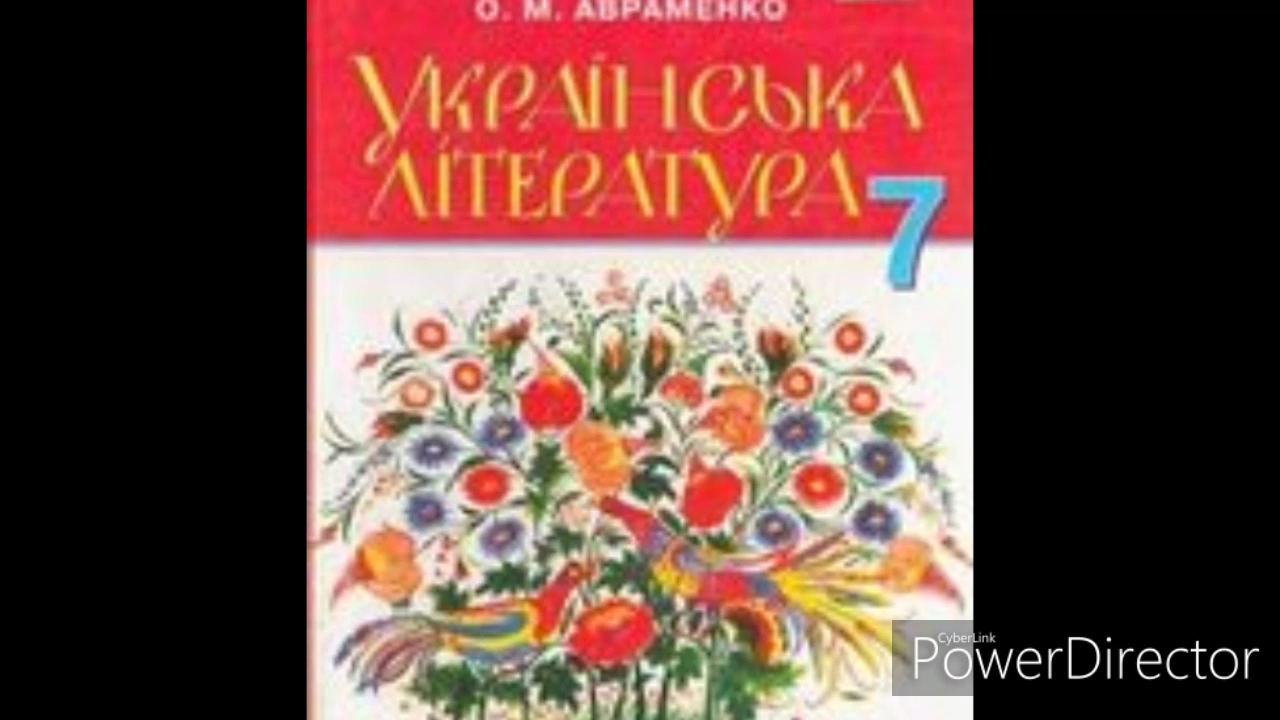 О. М. АВРАМЕНКО
УКРАЇНСЬКА
ЛІТЕРАТУРА
7
CyberLink
PowerDirector